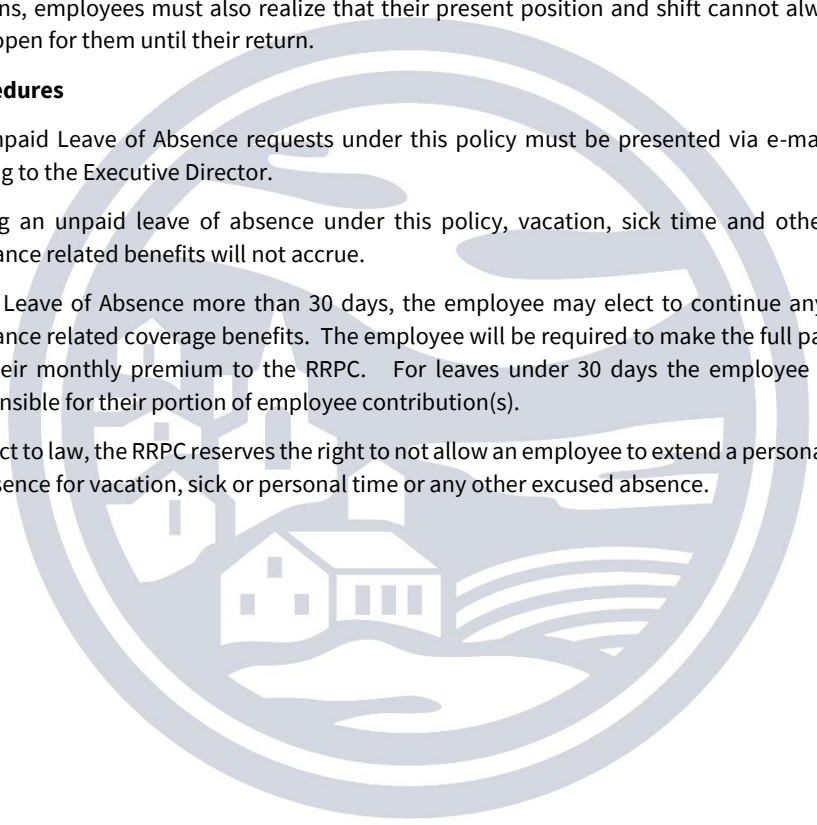 ns, employees must also realize that their present position and shift cannot alw
open for them until their return.
edures
npaid Leave of Absence requests under this policy must be presented via e-ma
g to the Executive Director.
g an unpaid leave of absence under this policy, vacation, sick time and othe
ance related benefits will not accrue.
Leave of Absence more than 30 days, the employee may elect to continue any
ance related coverage benefits. The employee will be required to make the full pa
eir monthly premium to the RRPC. For leaves under 30 days the employee
nsible for their portion of employee contribution(s).
ct to law, the RRPC reserves the right to not allow an employee to extend a persona
sence for vacation, sick or personal time or any other excused absence.